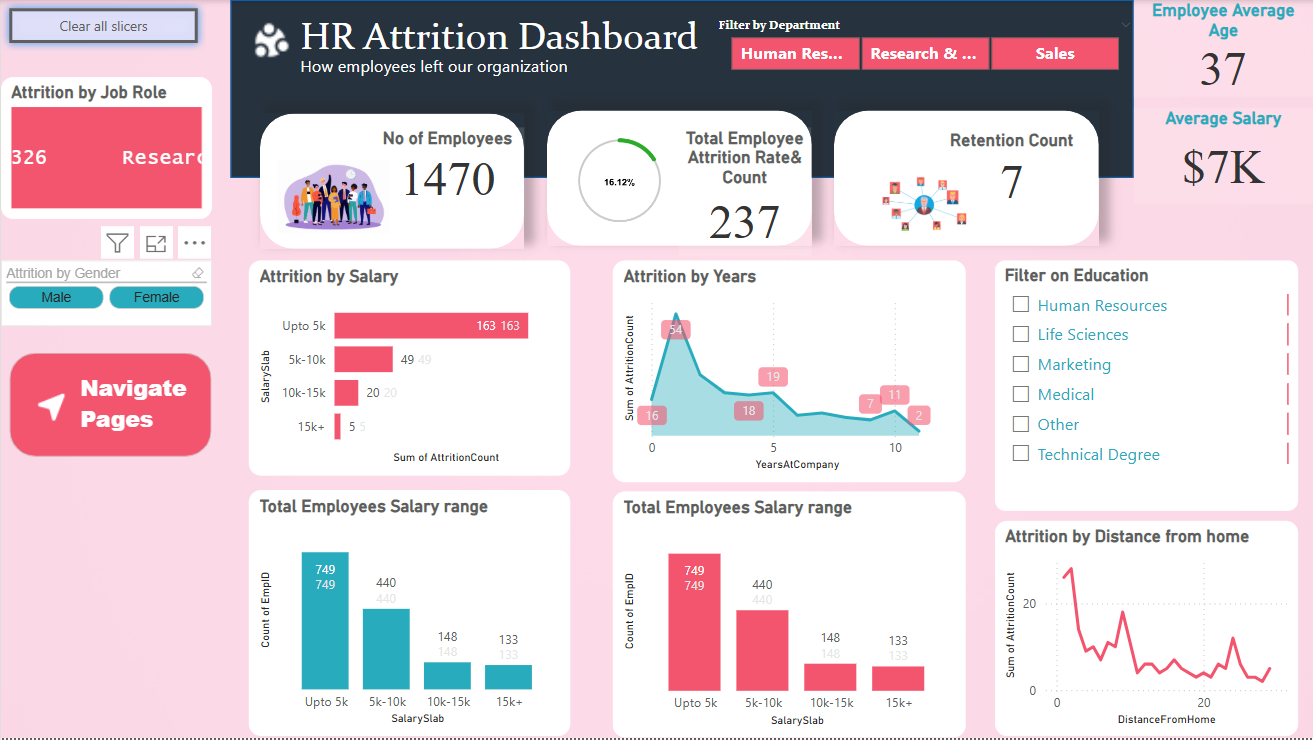 Clear all slicers
HR Attrition Dashboard
How employees left our organization
Filter by Department
Human Res...
Research & ...
Sales
Employee Average
Age
37
Average Salary
$7K
Attrition by Job Role
326
No of Employees
1470
16.12%
Total Employee
Attrition Rate&
Count
237
Retention Count
7
Attrition by Gender
Male
Female
Navigate
Pages
Attrition by Salary
SalarySlab
Upto 5k
163 163
5k-10k
49 49
10k-15k
20 20
15k+
5 5
Sum of AttritionCount
Attrition by Years
Sum of AttritionCount
54
16
18
19
7
11
2
0
5
10
YearsAtCompany
Filter on Education
Human Resources
Life Sciences
Marketing
Medical
Other
Technical Degree
Total Employees Salary range
Count of EmpID
749
749
440
440
148
148
133
133
Upto 5k
5k-10k
10k-15k
15k+
SalarySlab
Total Employees Salary range
Count of EmpID
749
749
440
440
148
148
133
133
Upto 5k
5k-10k
10k-15k
15k+
SalarySlab
Attrition by Distance from home
Sum of AttritionCount
20
0
0
20
DistanceFromHome